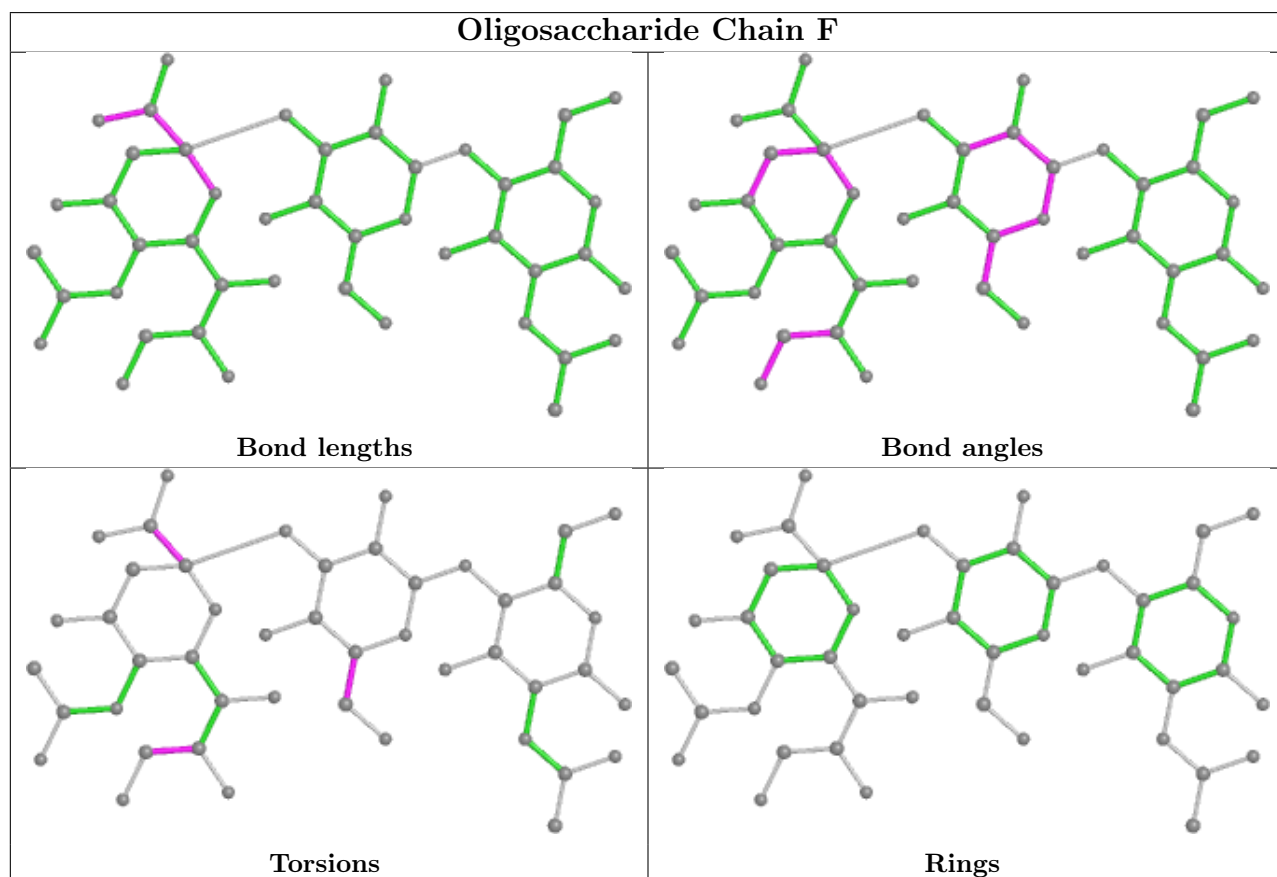 Oligosaccharide Chain F
Bond lengths
Bond angles
Torsions
Rings